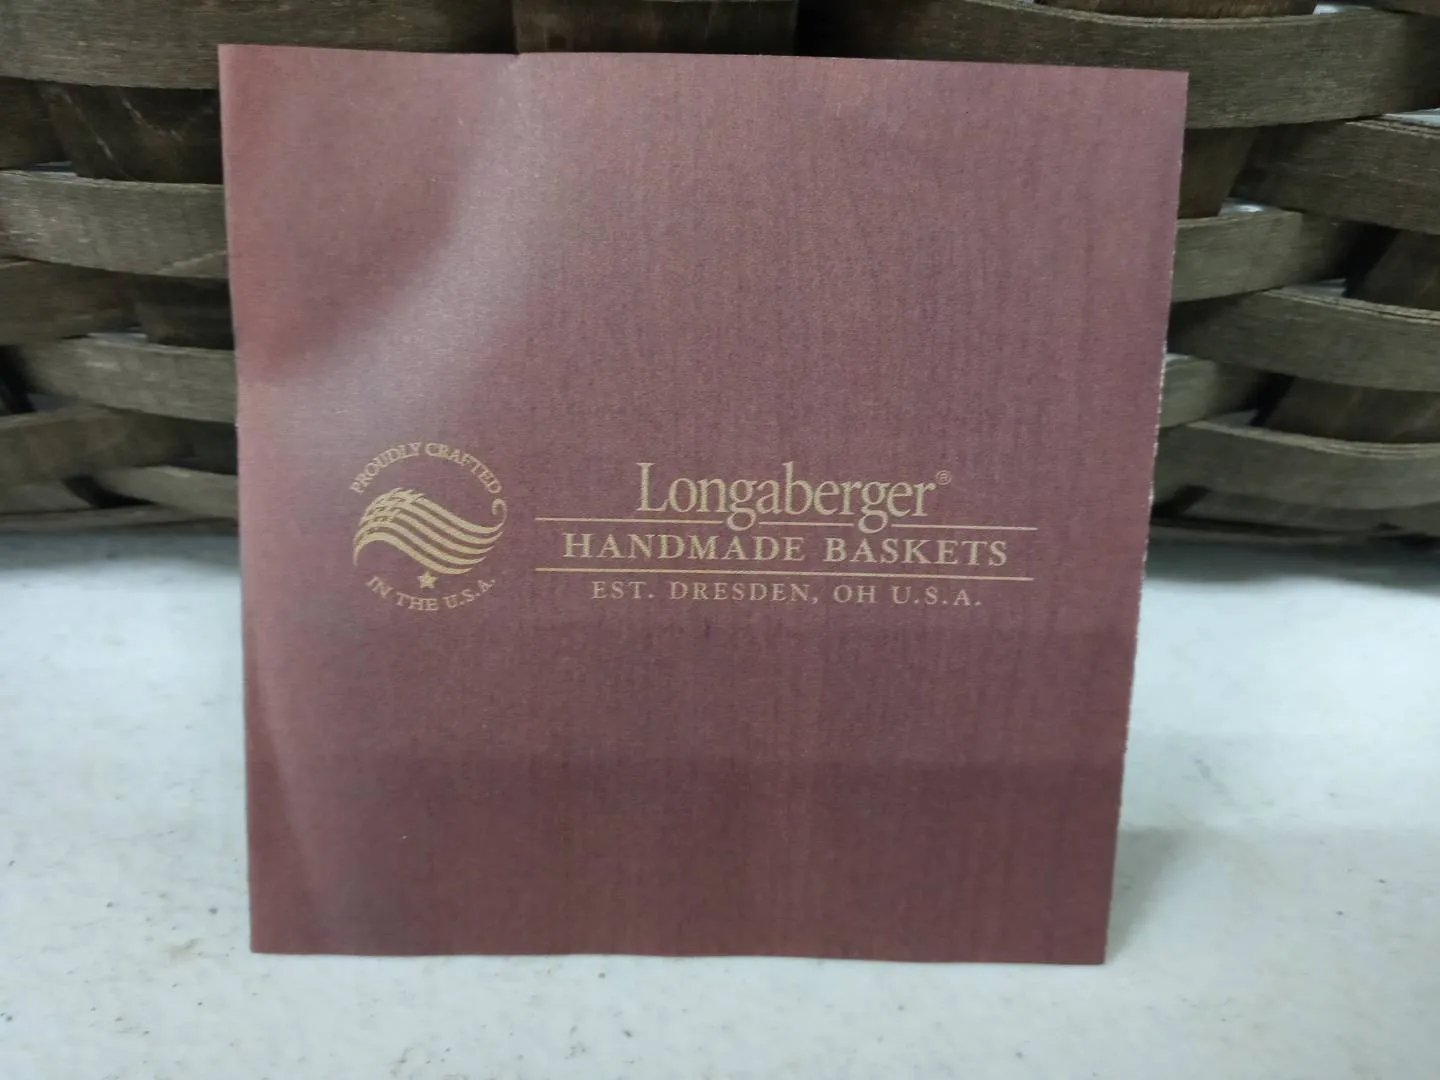 PROUDLY CRAFTED
IN THE U.S.A.
Longaberger®
HANDMADE BASKETS
EST. DRESDEN, OH U.S.A.